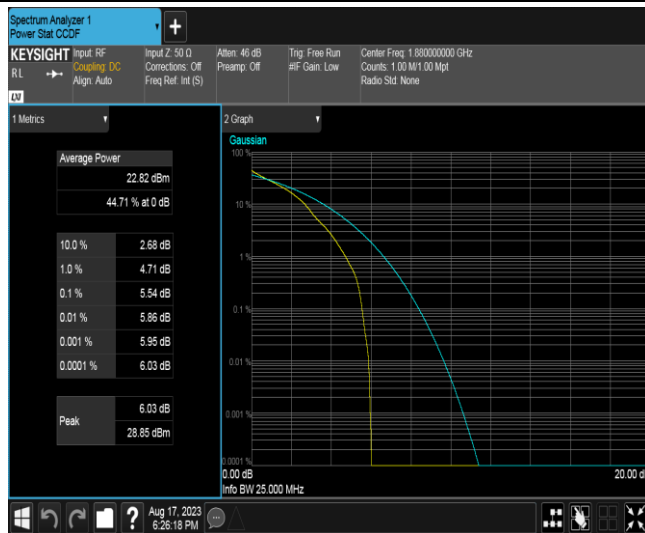 Spectrum Analyzer 1
Power Stat CCDF
+
KEYSIGHT
RL
Input: RF
Coupling: DC
Align: Auto
Input Z: 50 Ω
Corrections: Off
Freq Ref: Int (S)
Atten: 46 dB
Preamp: Off
Trig: Free Run
#IF Gain: Low
Center Freq: 1.880000000 GHz
Counts: 1.00 M/1.00 Mpt
Radio Std: None
1 Metrics
Average Power
22.82 dBm
44.71 % at 0 dB
10.0 % 2.68 dB
1.0 % 4.71 dB
0.1 % 5.54 dB
0.01 % 5.86 dB
0.001 % 5.95 dB
0.0001 % 6.03 dB
Peak
6.03 dB
28.85 dBm
2 Graph
Gaussian
100 %
10 %
1 %
0.1 %
0.01 %
0.001 %
0.0001 %
0.00 dB
20.00 d
Info BW 25.000 MHz
?
Aug 17, 2023
6:26:18 PM